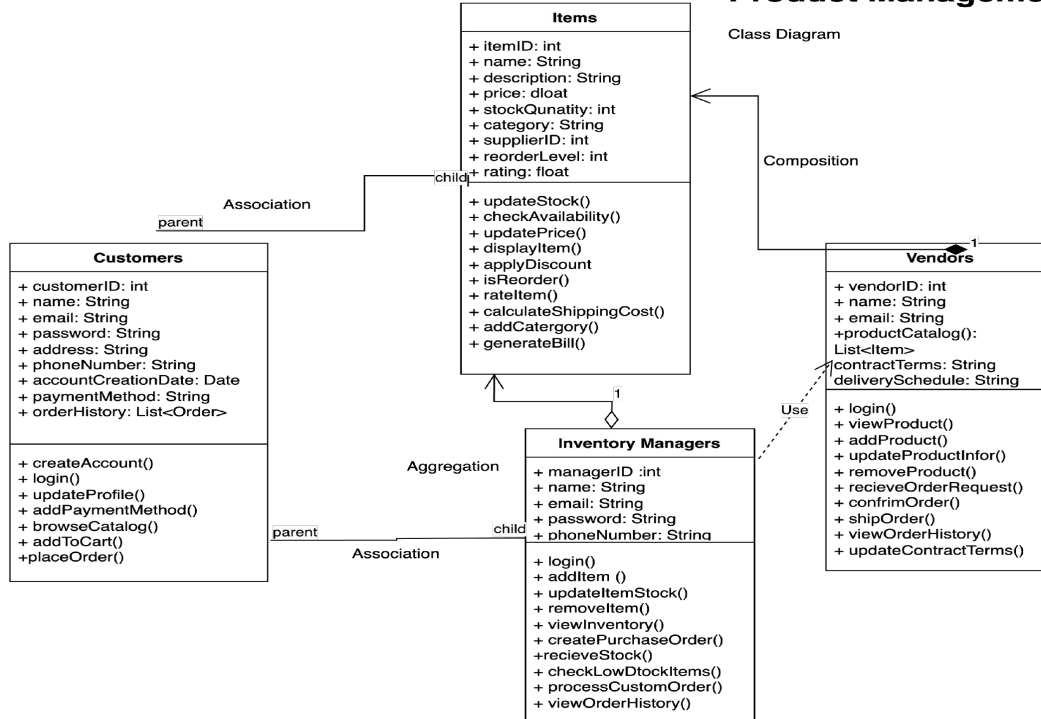 Product Manageme
Class Diagram
Items
+ itemID: int
+ name: String
+ description: String
+ price: dloat
+ stockQunatity: int
+ category: String
+ supplierID: int
+ reorderLevel: int
+ rating: float
+ updateStock()
+ checkAvailability()
+ updatePrice()
+ displayItem()
+ applyDiscount
+ isReorder()
+ rateItem()
+ calculateShippingCost()
+ addCatergory()
+ generateBill()
child
Association
parent
Composition
1
Customers
+ customerID: int
+ name: String
+ email: String
+ password: String
+ address: String
+ phoneNumber: String
+ accountCreationDate: Date
+ paymentMethod: String
+ orderHistory: List<Order>
+ createAccount()
+ login()
+ updateProfile()
+ addPaymentMethod()
+ browseCatalog()
+ addToCart()
+placeOrder()
Vendors
+ vendorID: int
+ name: String
+ email: String
+productCatalog():
List<Item>
contractTerms: String
deliverySchedule: String
+ login()
+ viewProduct()
+ addProduct()
+ updateProductInfor()
+ removeProduct()
+ recieveOrderRequest()
+ confrimOrder()
+ shipOrder()
+ viewOrderHistory()
+ updateContractTerms()
Use
1
Aggregation
parent
Association
child
Inventory Managers
+ managerID :int
+ name: String
+ email: String
+ password: String
+ phoneNumber: String
+ login()
+ addItem ()
+ updateItemStock()
+ removeItem()
+ viewInventory()
+ createPurchaseOrder()
+recieveStock()
+ checkLowDtockItems()
+ processCustomOrder()
+ viewOrderHistory()